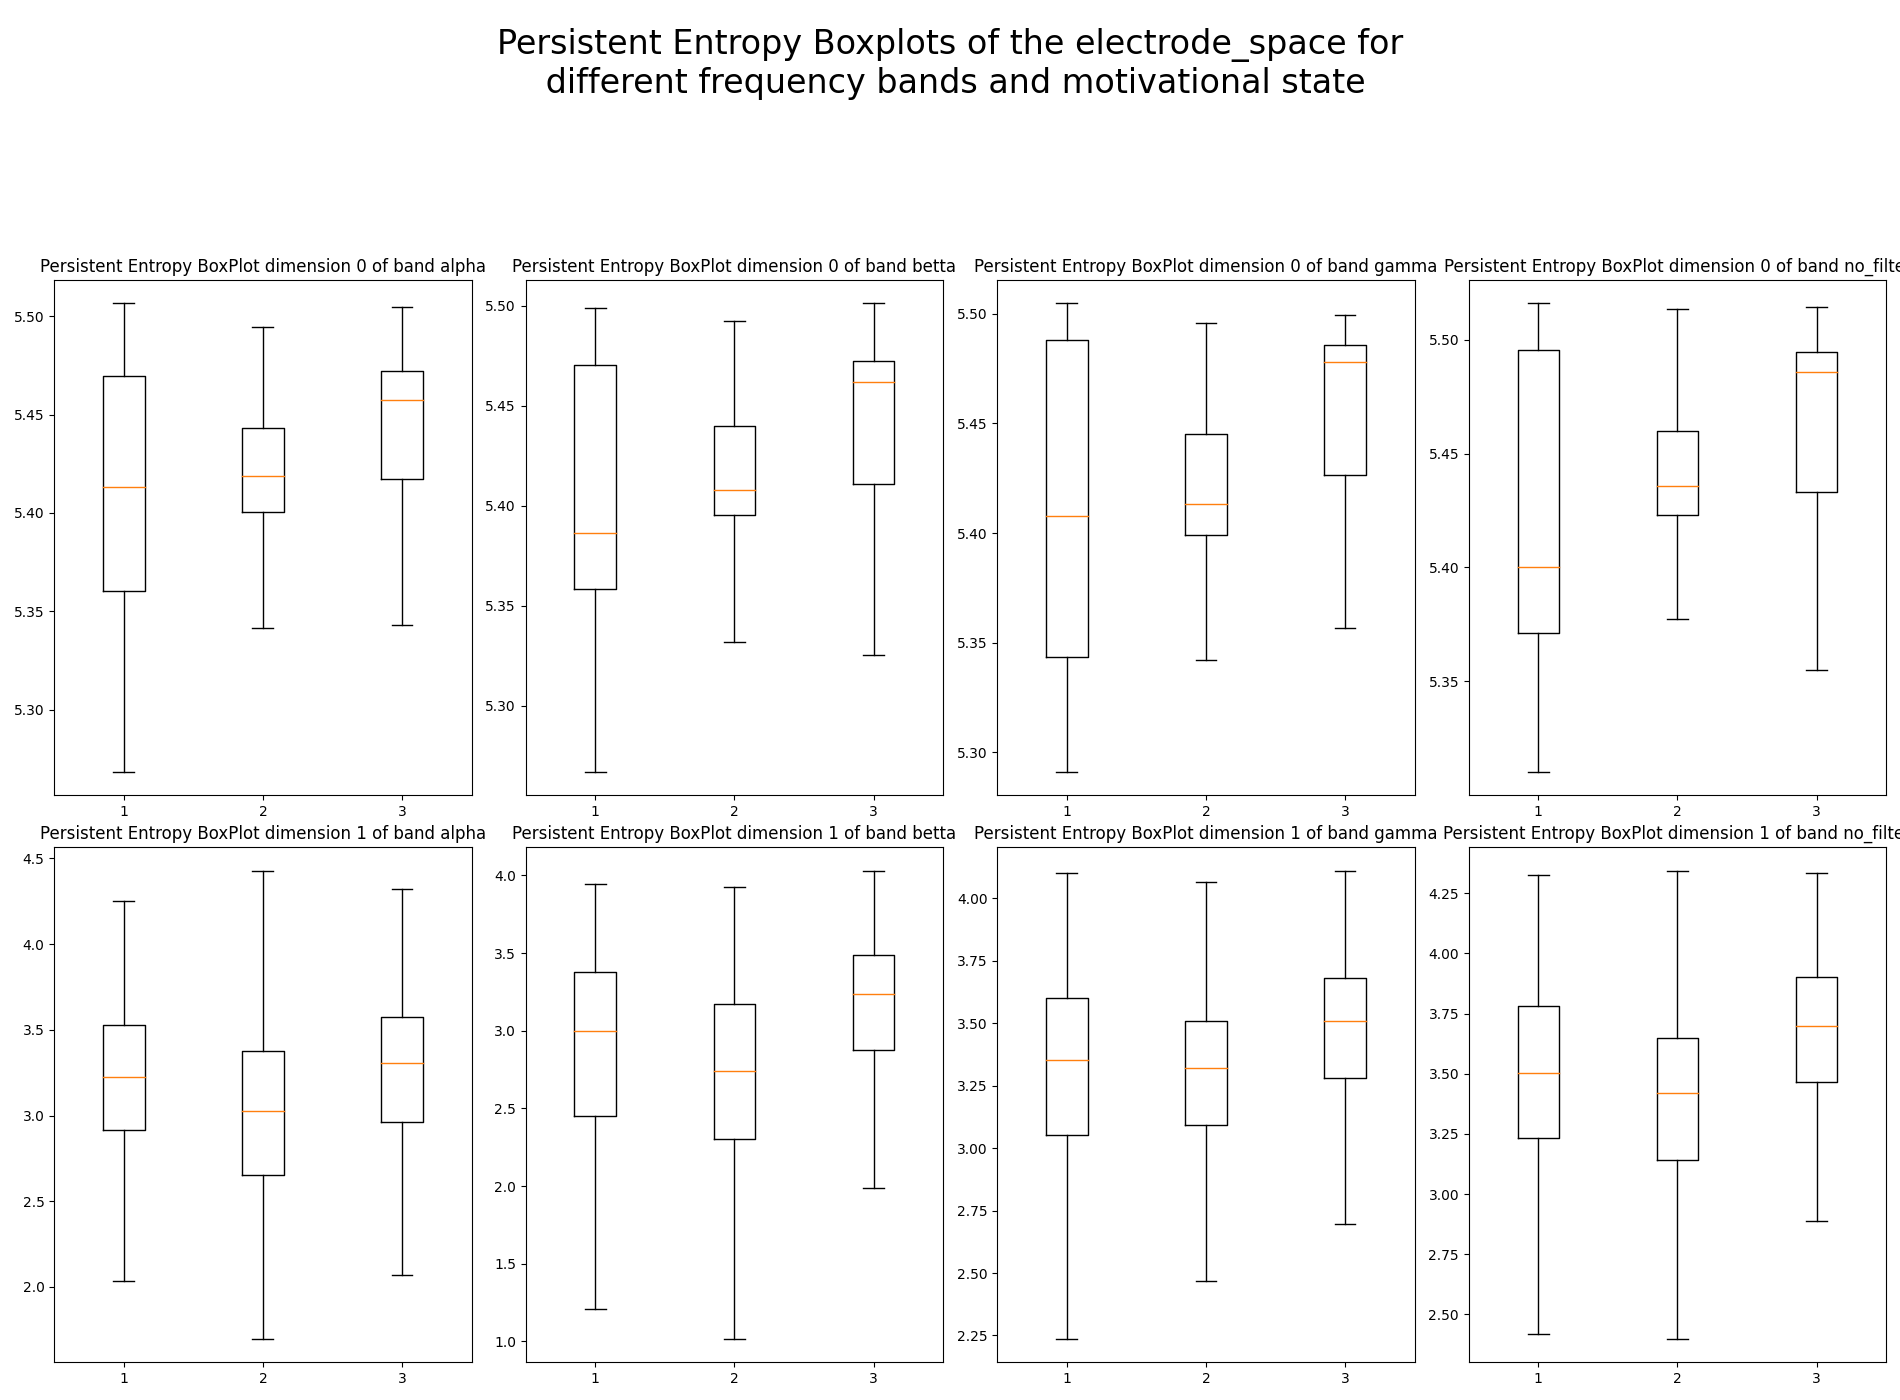 Persistent Entropy Boxplots of the electrode_space for
different frequency bands and motivational state
Persistent Entropy BoxPlot dimension 0 of band alpha
5.50
5.45
5.40
5.35
5.30
1 2 3
Persistent Entropy BoxPlot dimension 0 of band betta
5.50
5.45
5.40
5.35
5.30
1 2 3
Persistent Entropy BoxPlot dimension 0 of band gamma
5.50
5.45
5.40
5.35
5.30
1 2 3
Persistent Entropy BoxPlot dimension 0 of band no_filte
5.50
5.45
5.40
5.35
1 2 3
Persistent Entropy BoxPlot dimension 1 of band alpha
4.5
4.0
3.5
3.0
2.5
2.0
1 2 3
Persistent Entropy BoxPlot dimension 1 of band betta
4.0
3.5
3.0
2.5
2.0
1.5
1.0
1 2 3
Persistent Entropy BoxPlot dimension 1 of band gamma
4.00
3.75
3.50
3.25
3.00
2.75
2.50
2.25
1 2 3
Persistent Entropy BoxPlot dimension 1 of band no_filte
4.25
4.00
3.75
3.50
3.25
3.00
2.75
2.50
1 2 3